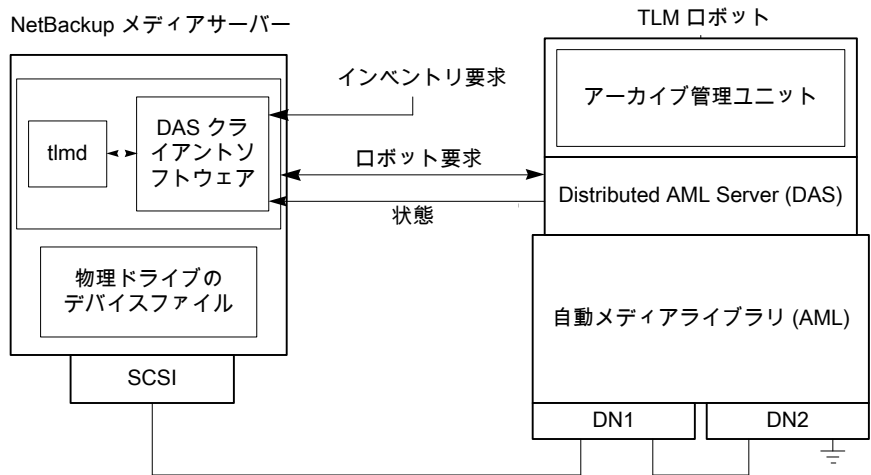 NetBackup メディアサーバー
TLM ロボット
インベントリ要求
アーカイブ管理ユニット
tlmd
DAS クラ
イアントソ
フトウェア
ロボット要求
Distributed AML Server (DAS)
状態
物理ドライブの
デバイスファイル
自動メディアライブラリ (AML)
SCSI
DN1
DN2